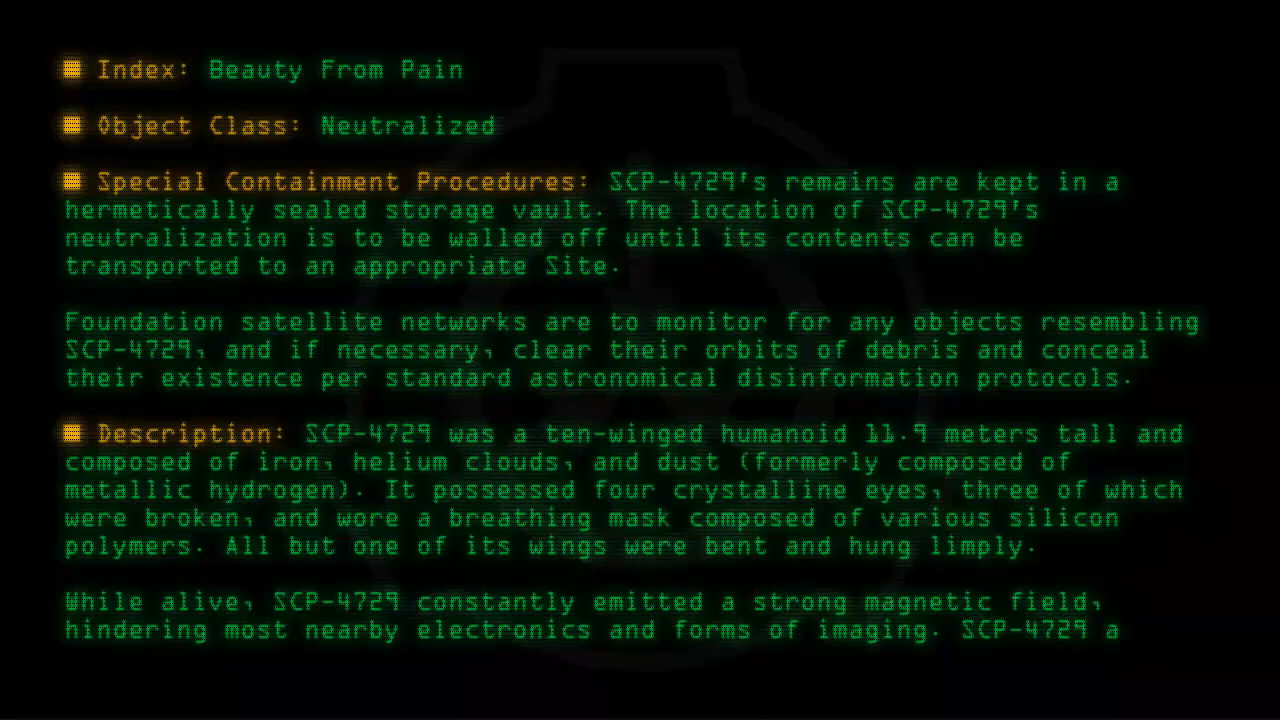 ■ Index: Beauty From Pain
■ Object Class: Neutralized
■ Special Containment Procedures: SCP-4729's remains are kept in a
hermetically sealed storage vault. The location of SCP-4729's
neutralization is to be walled off until its contents can be
transported to an appropriate Site.
Foundation satellite networks are to monitor for any objects resembling
SCP-4729, and if necessary, clear their orbits of debris and conceal
their existence per standard astronomical disinformation protocols.
■ Description: SCP-4729 was a ten-winged humanoid 11.9 meters tall and
composed of iron, helium clouds, and dust (formerly composed of
metallic hydrogen). It possessed four crystalline eyes, three of which
were broken, and wore a breathing mask composed of various silicon
polymers. All but one of its wings were bent and hung limply.
While alive, SCP-4729 constantly emitted a strong magnetic field,
hindering most nearby electronics and forms of imaging. SCP-4729 a